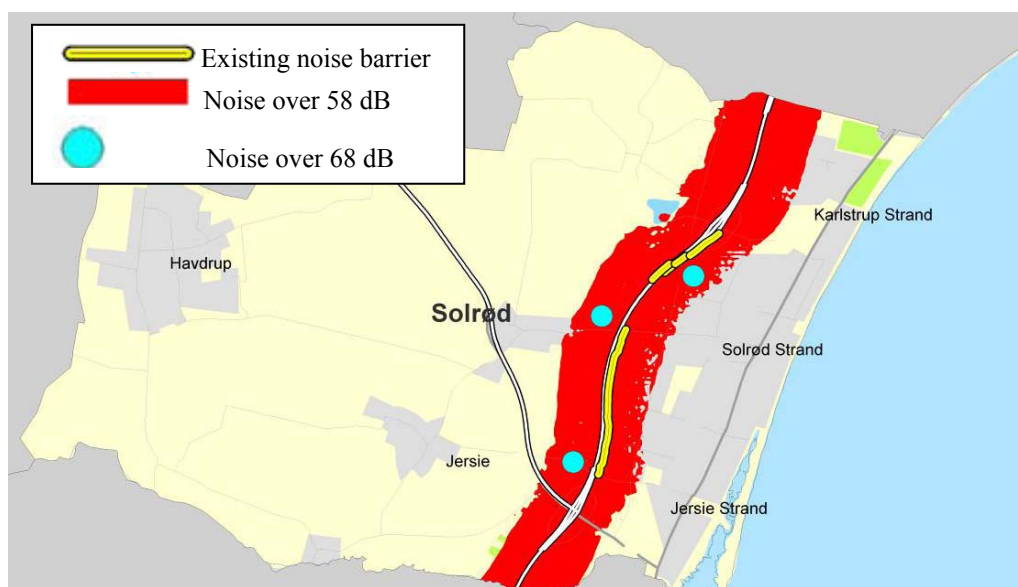 Existing noise barrier
Noise over 58 dB
Noise over 68 dB
Karlstrup Strand
Havdrup
Solrød
Solrød Strand
Jersie
Jersie Strand